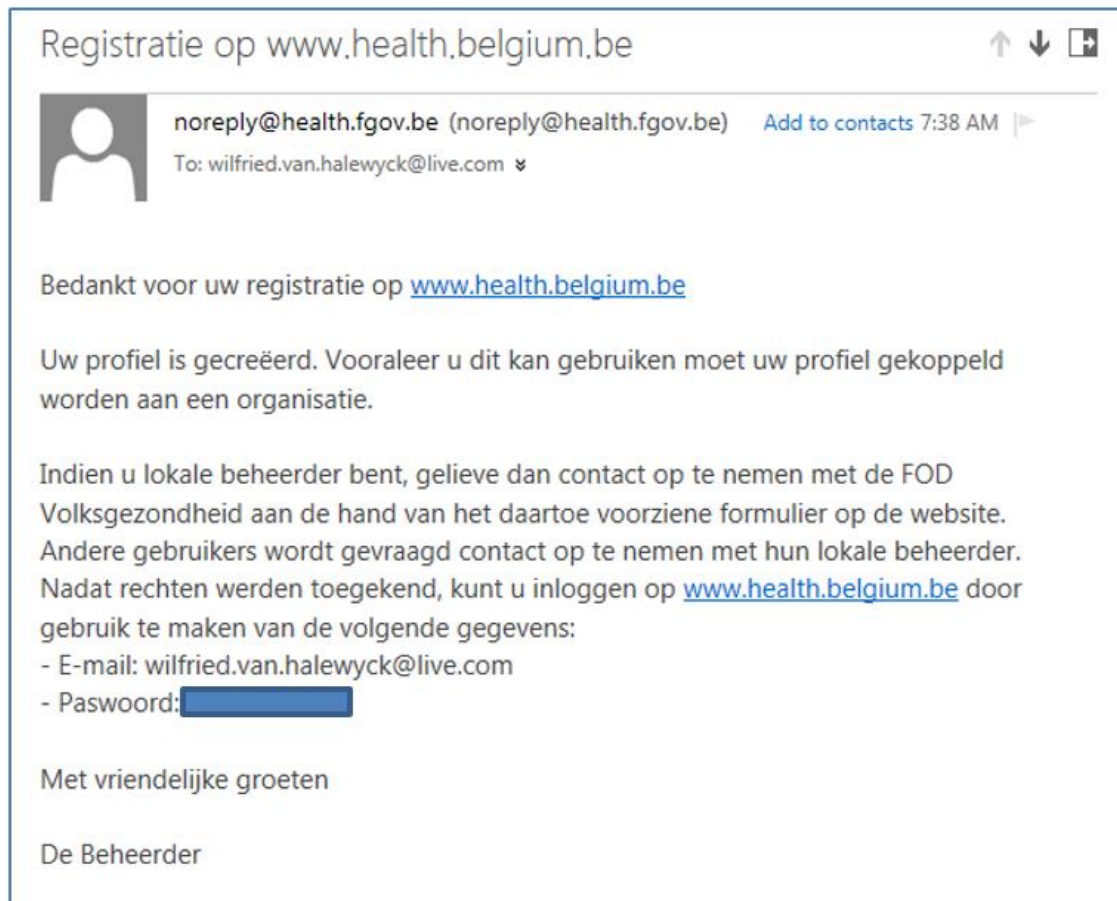 Registratie op www.health.belgium.be
noreply@health.fgov.be (noreply@health.fgov.be) Add to contacts 7:38 AM
To: wilfried.van.halewyck@live.com
Bedankt voor uw registratie op www.health.belgium.be
Uw profiel is gecreëerd. Vooraleer u dit kan gebruiken moet uw profiel gekoppeld
worden aan een organisatie.
Indien u lokale beheerder bent, gelieve dan contact op te nemen met de FOD
Volksgezondheid aan de hand van het daartoe voorziene formulier op de website.
Andere gebruikers wordt gevraagd contact op te nemen met hun lokale beheerder.
Nadat rechten werden toegekend, kunt u inloggen op www.health.belgium.be door
gebruik te maken van de volgende gegevens:
- E-mail: wilfried.van.halewyck@live.com
- Paswoord:
Met vriendelijke groeten
De Beheerder